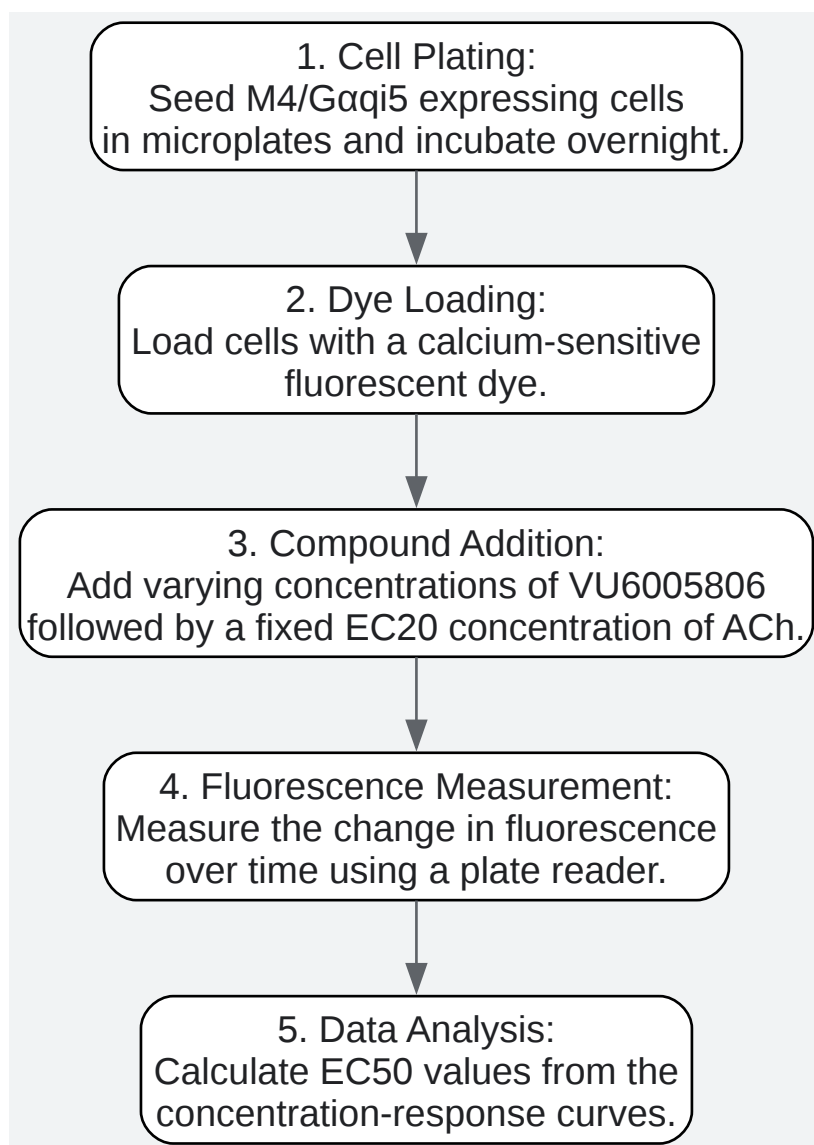 1. Cell Plating:
Seed M4/Gαqi5 expressing cells
in microplates and incubate overnight.
2. Dye Loading:
Load cells with a calcium-sensitive
fluorescent dye.
3. Compound Addition:
Add varying concentrations of VU6005806
followed by a fixed EC20 concentration of ACh.
4. Fluorescence Measurement:
Measure the change in fluorescence
over time using a plate reader.
5. Data Analysis:
Calculate EC50 values from the
concentration-response curves.